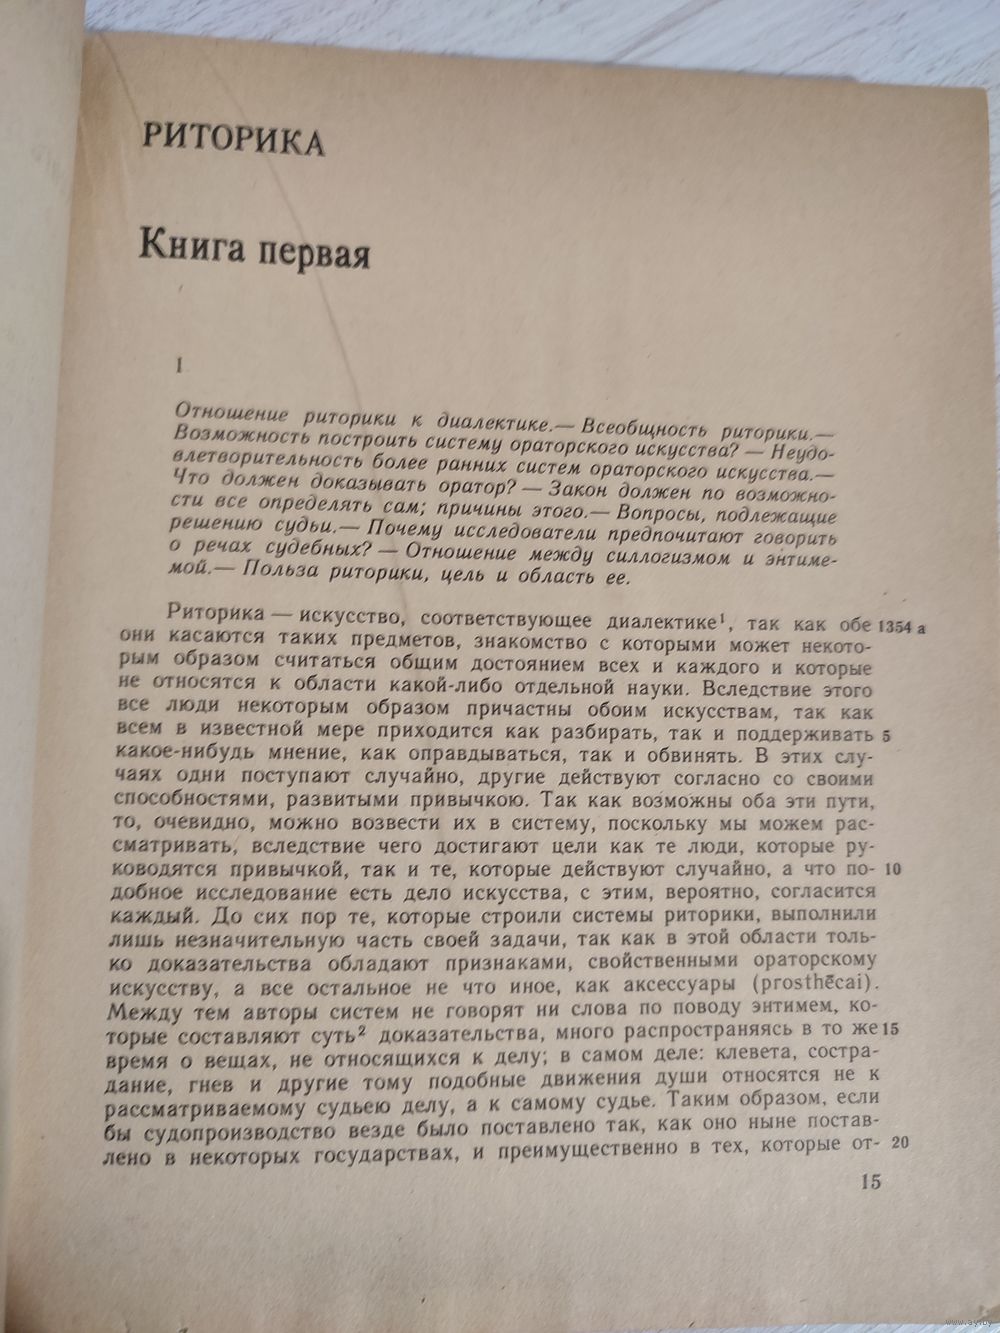 РИТОРИКА
Книга первая
1
Отношение риторики к диалектике.— Всеобщность риторики.—
Возможность построить систему ораторского искусства? — Неудо-
влетворительность более ранних систем ораторского искусства.—
Что должен доказывать оратор? — Закон должен по возможно-
сти все определять сам; причины этого.— Вопросы, подлежащие
решению судьи.— Почему исследователи предпочитают говорить
о речах судебных? — Отношение между силлогизмом и энтиме-
мой.— Польза риторики, цель и область ее.
Риторика — искусство, соответствующее диалектике¹, так как обе 1354 а
они касаются таких предметов, знакомство с которыми может некото-
рым образом считаться общим достоянием всех и каждого и которые
не относятся к области какой-либо отдельной науки. Вследствие этого
все люди некоторым образом причастны обоим искусствам, так как
всем в известной мере приходится как разбирать, так и поддерживать 5
какое-нибудь мнение, как оправдываться, так и обвинять. В этих слу-
чаях одни поступают случайно, другие действуют согласно со своими
способностями, развитыми привычкою. Так как возможны оба эти пути,
то, очевидно, можно возвести их в систему, поскольку мы можем рас-
сматривать, вследствие чего достигают цели как те люди, которые ру-
ководятся привычкой, так и те, которые действуют случайно, а что по- 10
добное исследование есть дело искусства, с этим, вероятно, согласится
каждый. До сих пор те, которые строили системы риторики, выполнили
лишь незначительную часть своей задачи, так как в этой области толь-
ко доказательства обладают признаками, свойственными ораторскому
искусству, а все остальное не что иное, как аксессуары (prosthēcai).
Между тем авторы систем не говорят ни слова по поводу энтимем, ко-
торые составляют суть² доказательства, много распространяясь в то же 15
время о вещах, не относящихся к делу; в самом деле: клевета, состра-
дание, гнев и другие тому подобные движения души относятся не к
рассматриваемому судьею делу, а к самому судье. Таким образом, если
бы судопроизводство везде было поставлено так, как оно ныне постав-
лено в некоторых государствах, и преимущественно в тех, которые от- 20
15
www.ay.by